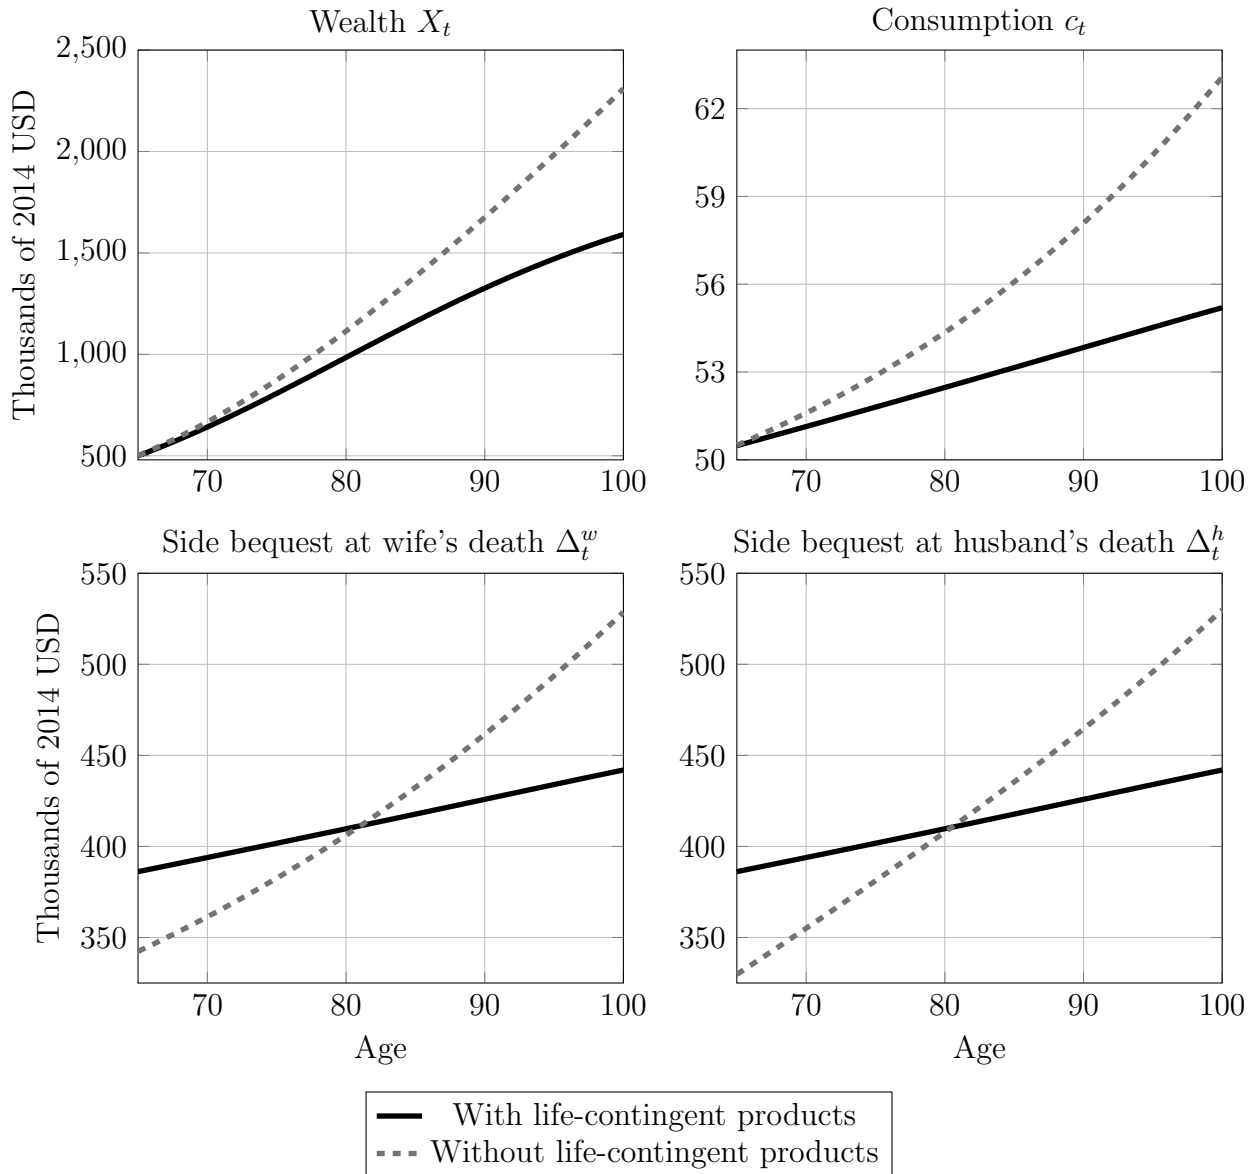 Wealth X_t
Consumption c_t
Thousands of 2014 USD
2,500
2,000
1,500
1,000
500
70 80 90 100
62
59
56
53
50
70 80 90 100
Side bequest at wife's death Δ_t^w
Side bequest at husband's death Δ_t^h
Thousands of 2014 USD
550
500
450
400
350
70 80 90 100
Age
550
500
450
400
350
70 80 90 100
Age
With life-contingent products
Without life-contingent products